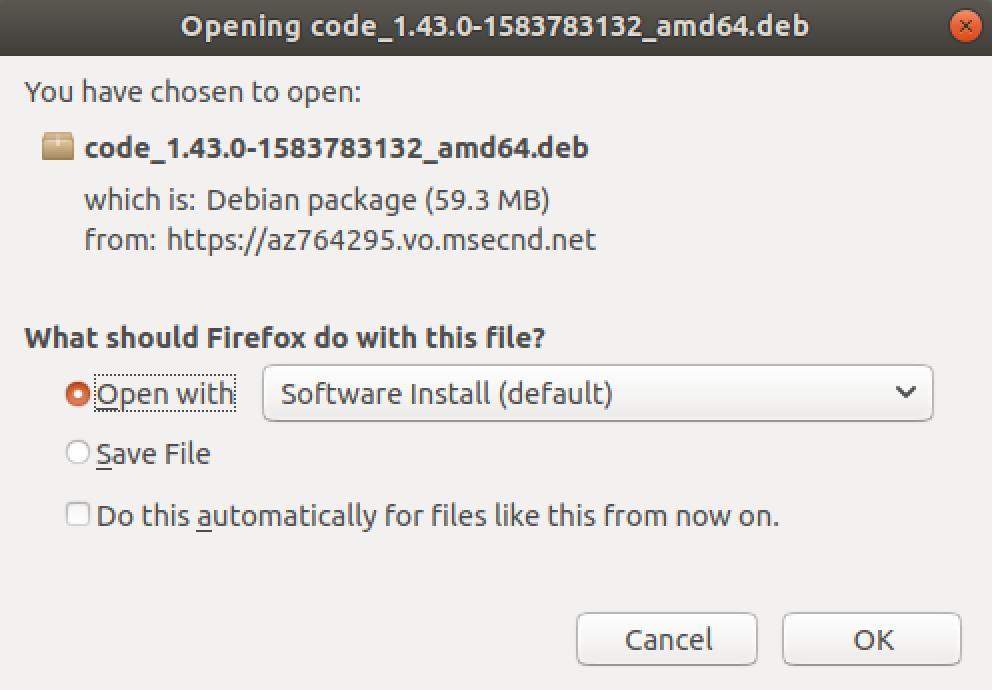 Opening code_1.43.0-1583783132_amd64.deb
You have chosen to open:
code_1.43.0-1583783132_amd64.deb
which is: Debian package (59.3 MB)
from: https://az764295.vo.msecnd.net
What should Firefox do with this file?
Open with Software Install (default)
Save File
Do this automatically for files like this from now on.
Cancel OK